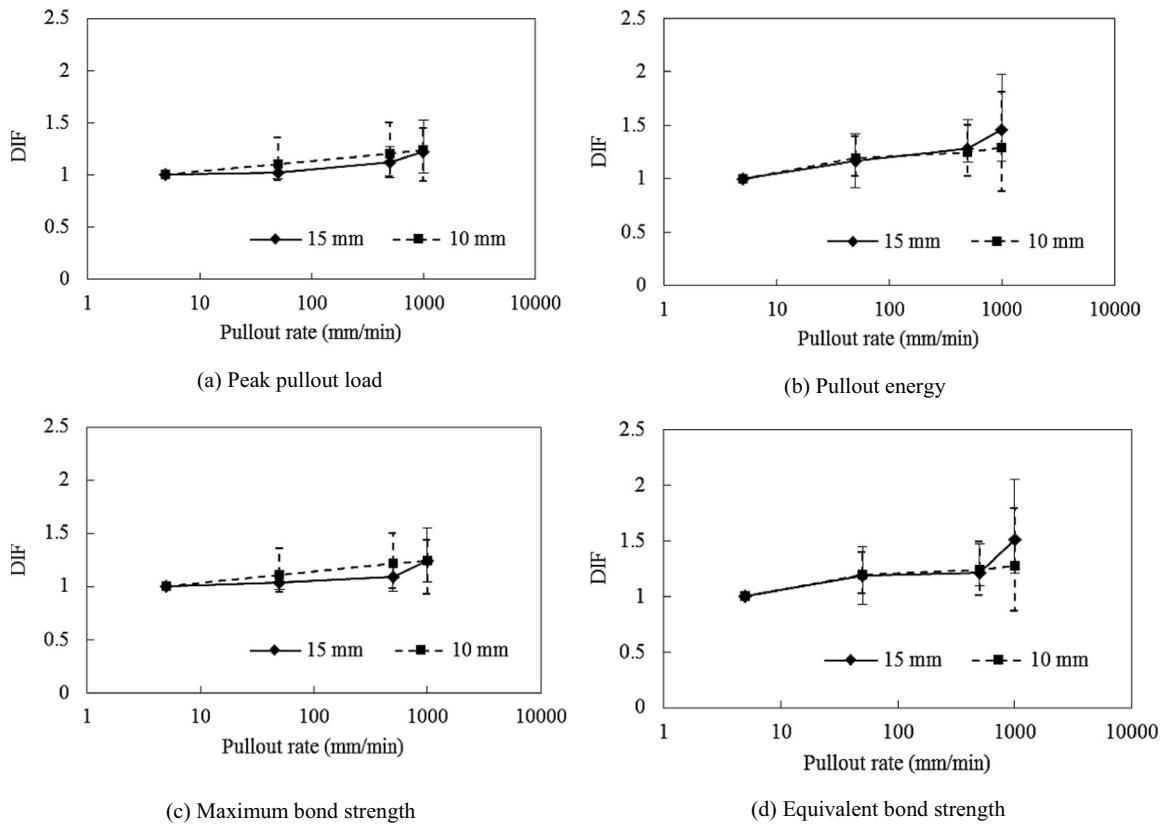 2.5
2
1.5
1
0.5
0
DIF
15 mm
10 mm
1 10 100 1000 10000
Pullout rate (mm/min)
(a) Peak pullout load
2.5
2
1.5
1
0.5
0
DIF
15 mm
10 mm
1 10 100 1000 10000
Pullout rate (mm/min)
(b) Pullout energy
2.5
2
1.5
1
0.5
0
DIF
15 mm
10 mm
1 10 100 1000 10000
Pullout rate (mm/min)
(c) Maximum bond strength
2.5
2
1.5
1
0.5
0
DIF
15 mm
10 mm
1 10 100 1000 10000
Pullout rate (mm/min)
(d) Equivalent bond strength